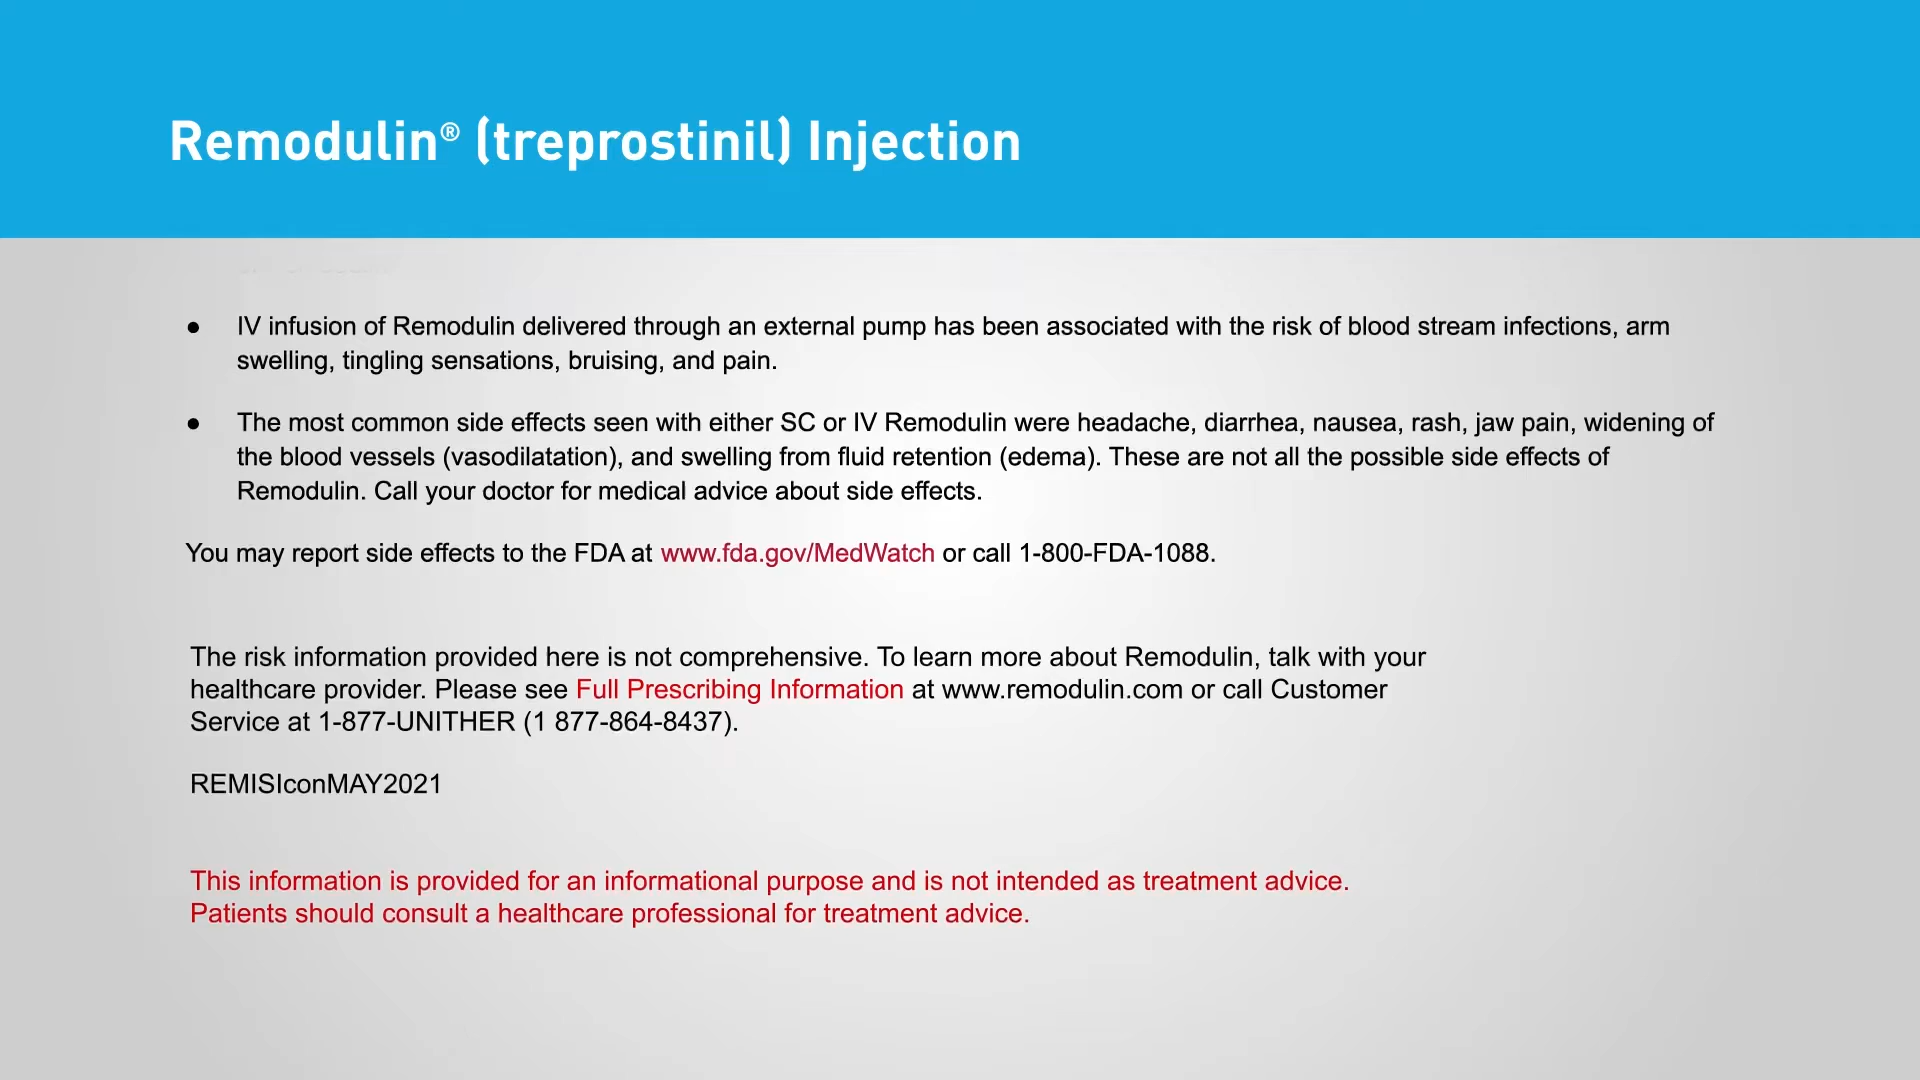 Remodulin® (treprostinil) Injection
● IV infusion of Remodulin delivered through an external pump has been associated with the risk of blood stream infections, arm
swelling, tingling sensations, bruising, and pain.
● The most common side effects seen with either SC or IV Remodulin were headache, diarrhea, nausea, rash, jaw pain, widening of
the blood vessels (vasodilatation), and swelling from fluid retention (edema). These are not all the possible side effects of
Remodulin. Call your doctor for medical advice about side effects.
You may report side effects to the FDA at www.fda.gov/MedWatch or call 1-800-FDA-1088.
The risk information provided here is not comprehensive. To learn more about Remodulin, talk with your
healthcare provider. Please see Full Prescribing Information at www.remodulin.com or call Customer
Service at 1-877-UNITHER (1 877-864-8437).
REMISIconMAY2021
This information is provided for an informational purpose and is not intended as treatment advice.
Patients should consult a healthcare professional for treatment advice.